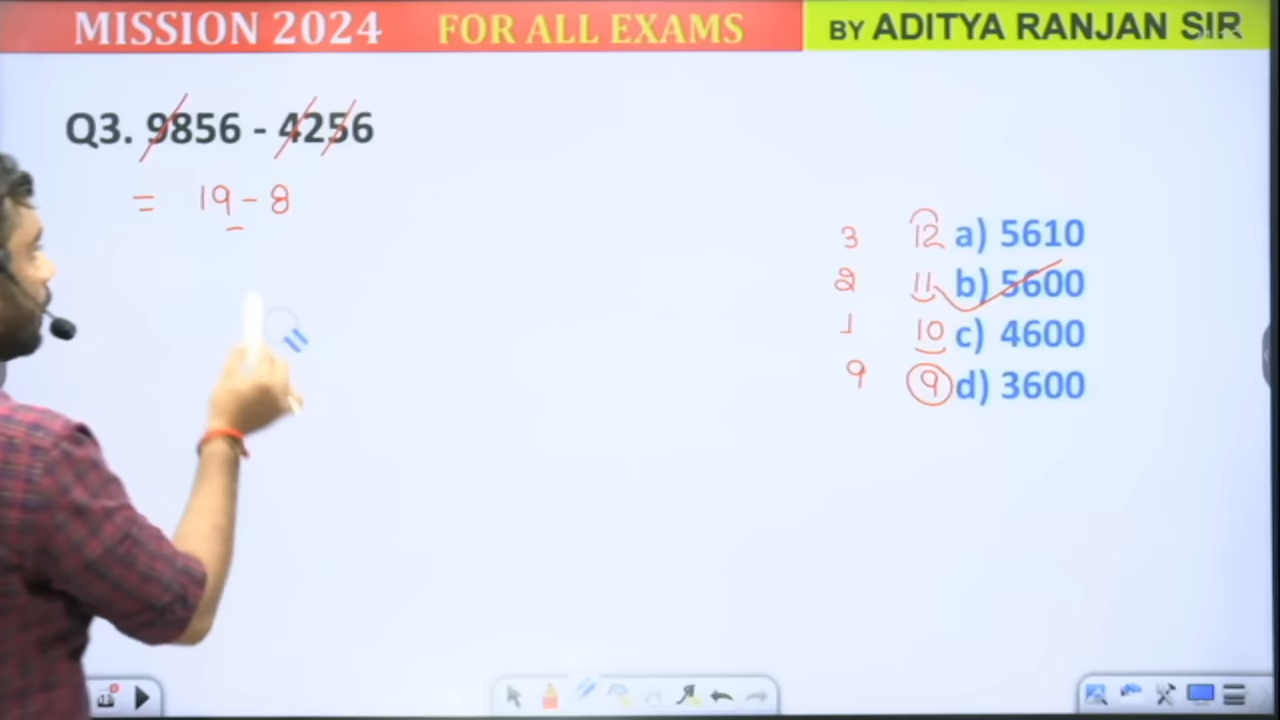 MISSION 2024 FOR ALL EXAMS BY ADITYA RANJAN SIR
Q3. 9856 - 4256
= 19 - 8
3 12 a) 5610
2 11 b) 5600
1 10 c) 4600
9 9 d) 3600